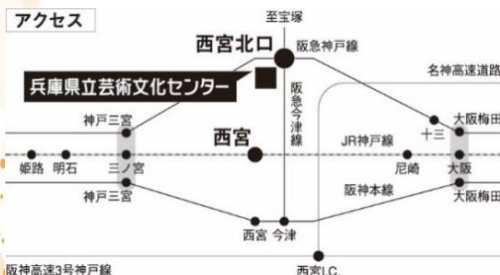 アクセス
至宝塚
西宮北口
阪急神戸線
兵庫県立芸術文化センター
名神高速道路
阪急今津線
神戸三宮
十三
大阪梅田
西宮
JR神戸線
姫路
明石
三ノ宮
尼崎
大阪
神戸三宮
阪神本線
大阪梅田
西宮
今津
阪神高速3号神戸線
西宮I.C.